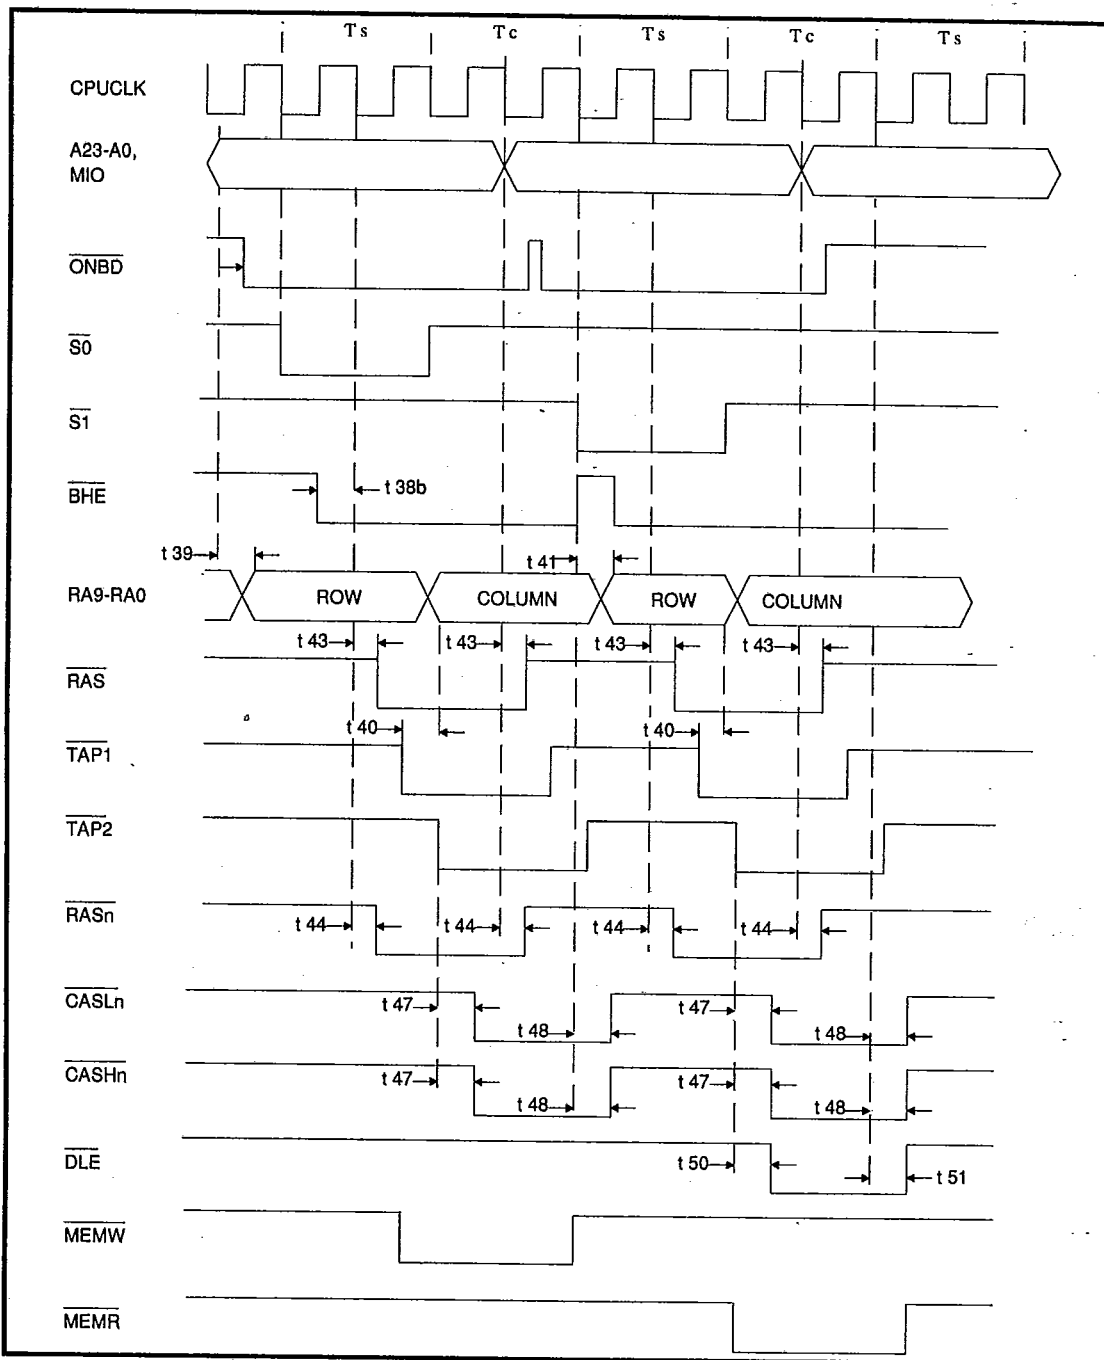 Ts Tc Ts Tc Ts
CPUCLK
A23-A0,
MIO
ONBD
S0
S1
BHE
t 38b
t 39
t 41
RA9-RA0
ROW COLUMN ROW COLUMN
t 43 t 43 t 43 t 43
RAS
t 40 t 40
TAP1
TAP2
RASn
t 44 t 44 t 44 t 44
CASLn
t 47 t 48 t 47 t 48
CASHn
t 47 t 48 t 47 t 48
DLE
t 50 t 51
MEMW
MEMR